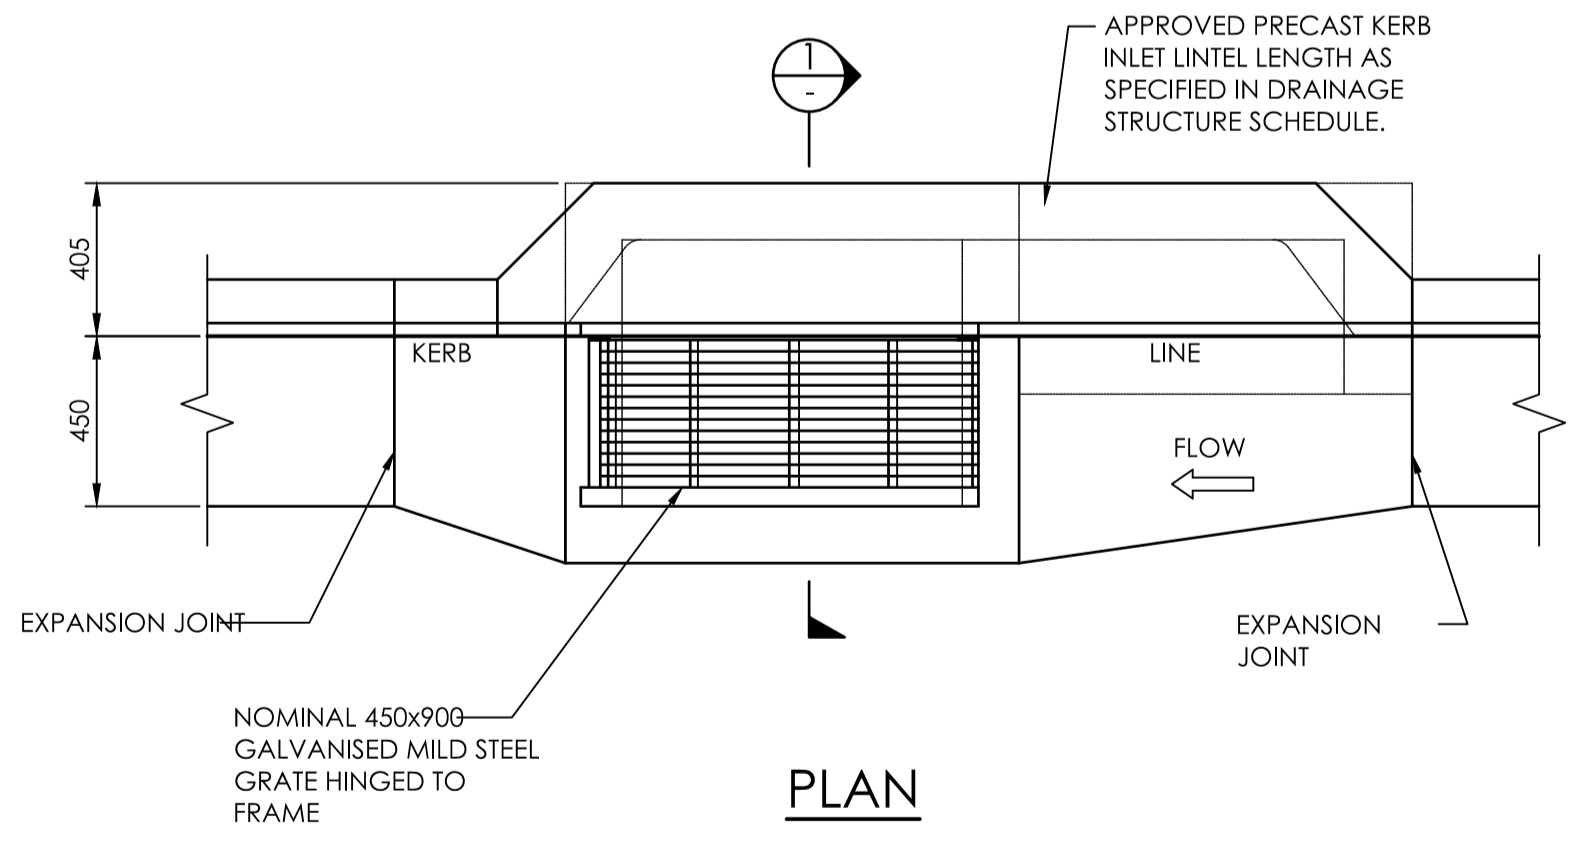 APPROVED PRECAST KERB
INLET LINTEL LENGTH AS
SPECIFIED IN DRAINAGE
STRUCTURE SCHEDULE.
1
-
405
KERB
LINE
450
FLOW
EXPANSION JOINT
EXPANSION
JOINT
NOMINAL 450x900
GALVANISED MILD STEEL
GRATE HINGED TO
FRAME
PLAN